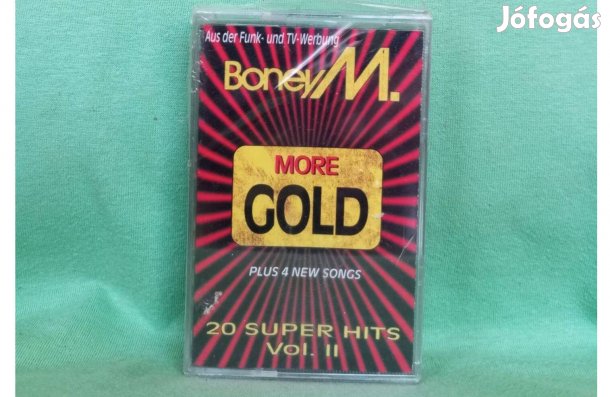 Jófogás
Aus der Funk- und TV-Werbung
Boney M.
MORE
GOLD
PLUS 4 NEW SONGS
20 SUPER HITS
Vol. II